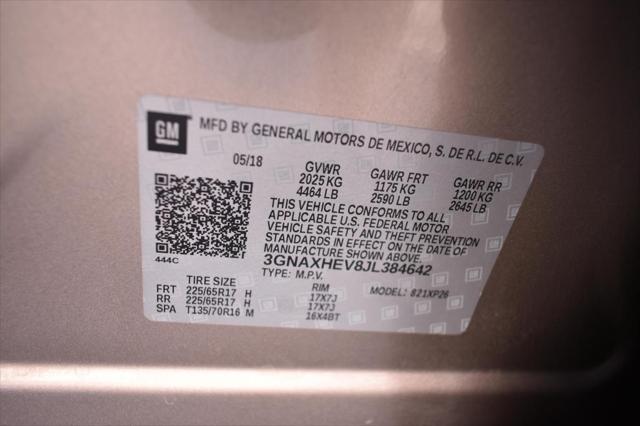 GM MFD BY GENERAL MOTORS DE MEXICO, S. DE R.L. DE C.V.
05/18 GVWR GAWR FRT GAWR RR
2025 KG 1175 KG 1200 KG
4464 LB 2590 LB 2645 LB
THIS VEHICLE CONFORMS TO ALL
APPLICABLE U.S. FEDERAL MOTOR
VEHICLE SAFETY AND THEFT PREVENTION
STANDARDS IN EFFECT ON THE DATE OF
MANUFACTURE SHOWN ABOVE.
444C 3GNAXHEV8JL384642
TYPE: M.P.V. MODEL: 821XP26
TIRE SIZE RIM
FRT 225/65R17 H 17X7J
RR 225/65R17 H 17X7J
SPA T135/70R16 M 16X4BT